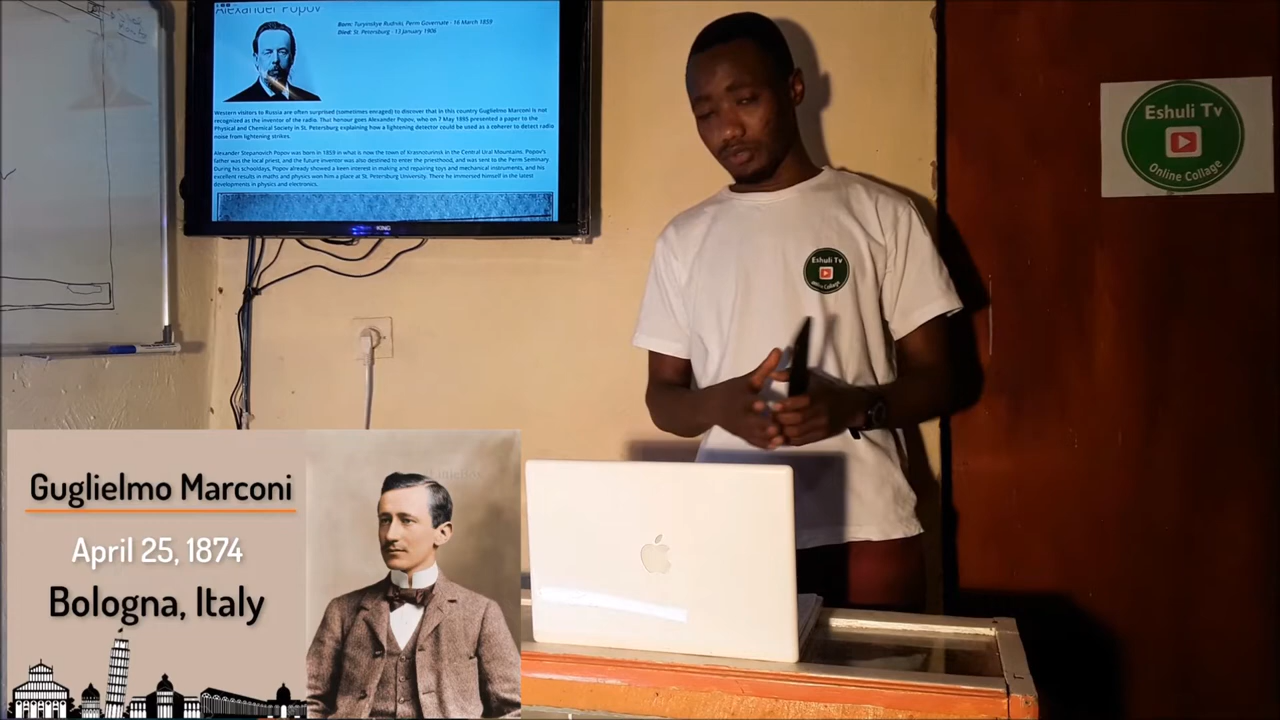 Alexander Popov
Born: Turyinskye Rudniki, Perm Governate - 16 March 1859
Died: St. Petersburg - 13 January 1906
Western visitors to Russia are often surprised (sometimes enraged) to discover that in this country Guglielmo Marconi is not
recognized as the inventor of the radio. That honour goes Alexander Popov, who on 7 May 1895 presented a paper to the
Physical and Chemical Society in St. Petersburg explaining how a lightening detector could be used as a coherer to detect radio
noise from lightening strikes.
Alexander Stepanovich Popov was born in 1859 in what is now the town of Krasnoturinsk in the Central Ural Mountains. Popov's
father was the local priest, and the future inventor was also destined to enter the priesthood, and was sent to the Perm Seminary
During his schooldays, Popov already showed a keen interest in making and repairing toys and mechanical instruments, and his
excellent results in maths and physics won him a place at St. Petersburg University. There he immersed himself in the latest
developments in physics and electronics.
KING
Eshuli Tv
Online Collage
Eshuli Tv
Online Collage
Guglielmo Marconi
April 25, 1874
Bologna, Italy